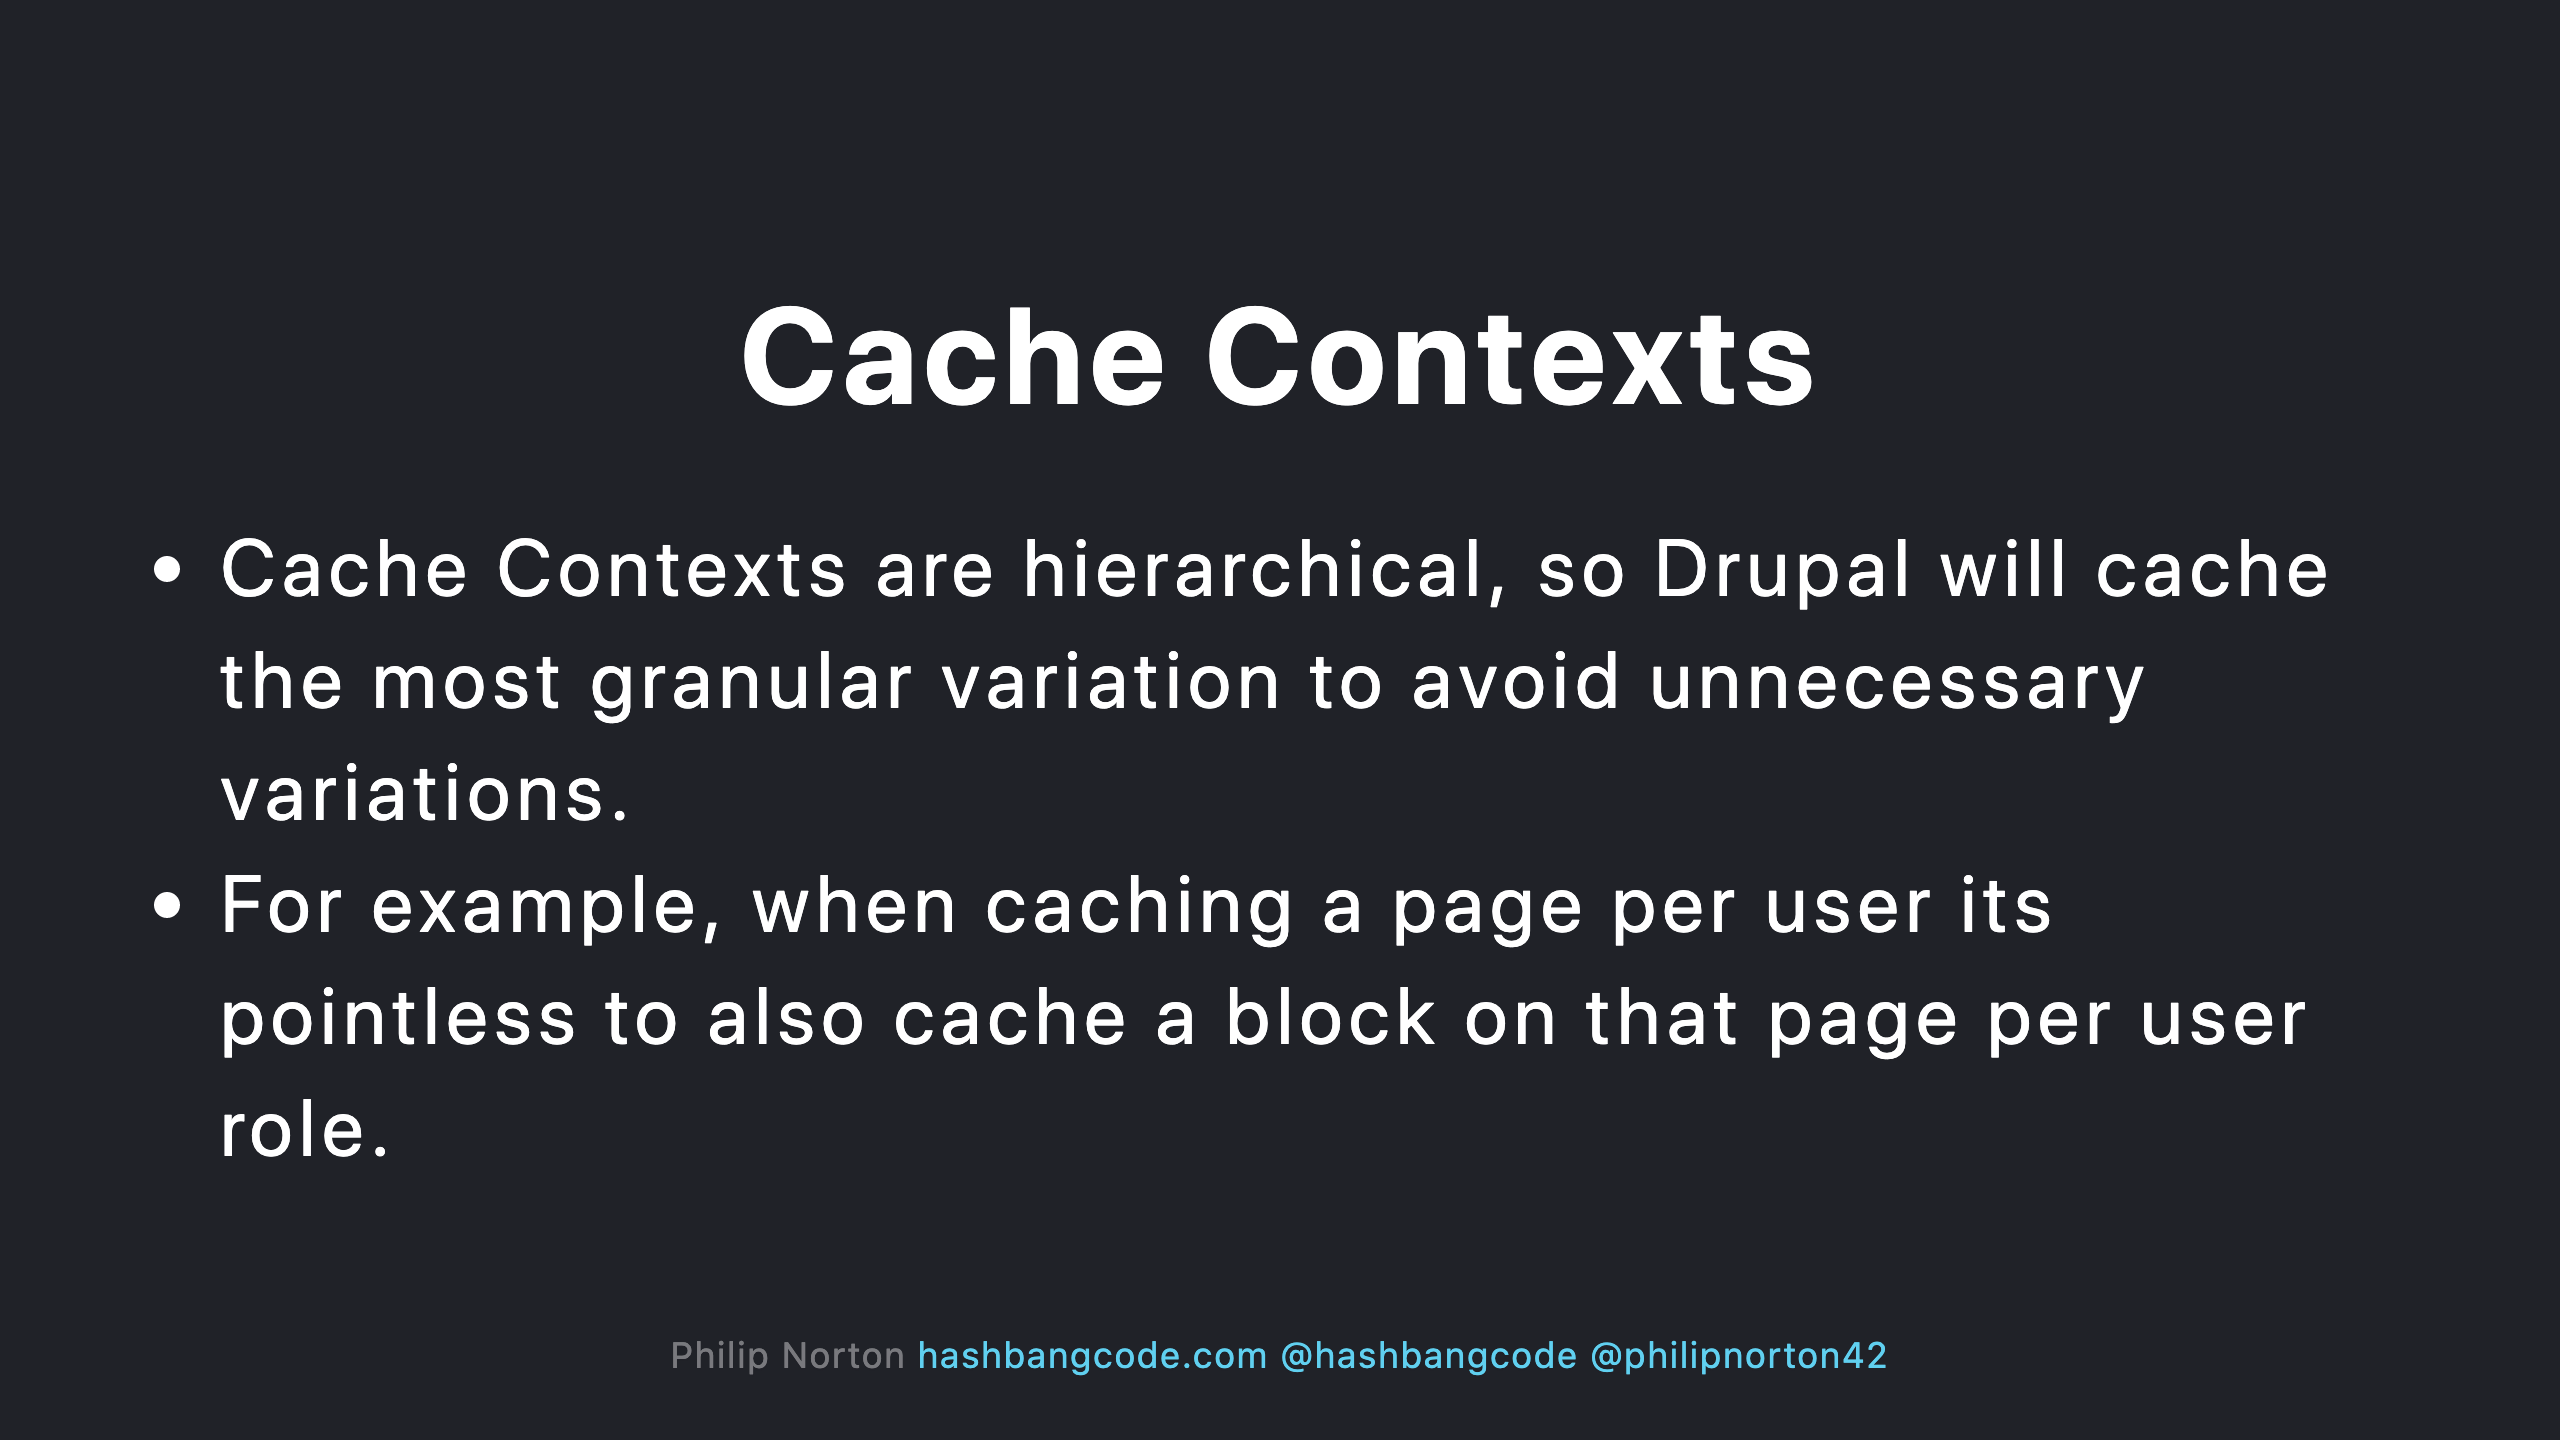 Cache Contexts
• Cache Contexts are hierarchical, so Drupal will cache
the most granular variation to avoid unnecessary
variations.
• For example, when caching a page per user its
pointless to also cache a block on that page per user
role.
Philip Norton hashbangcode.com @hashbangcode @philipnorton42